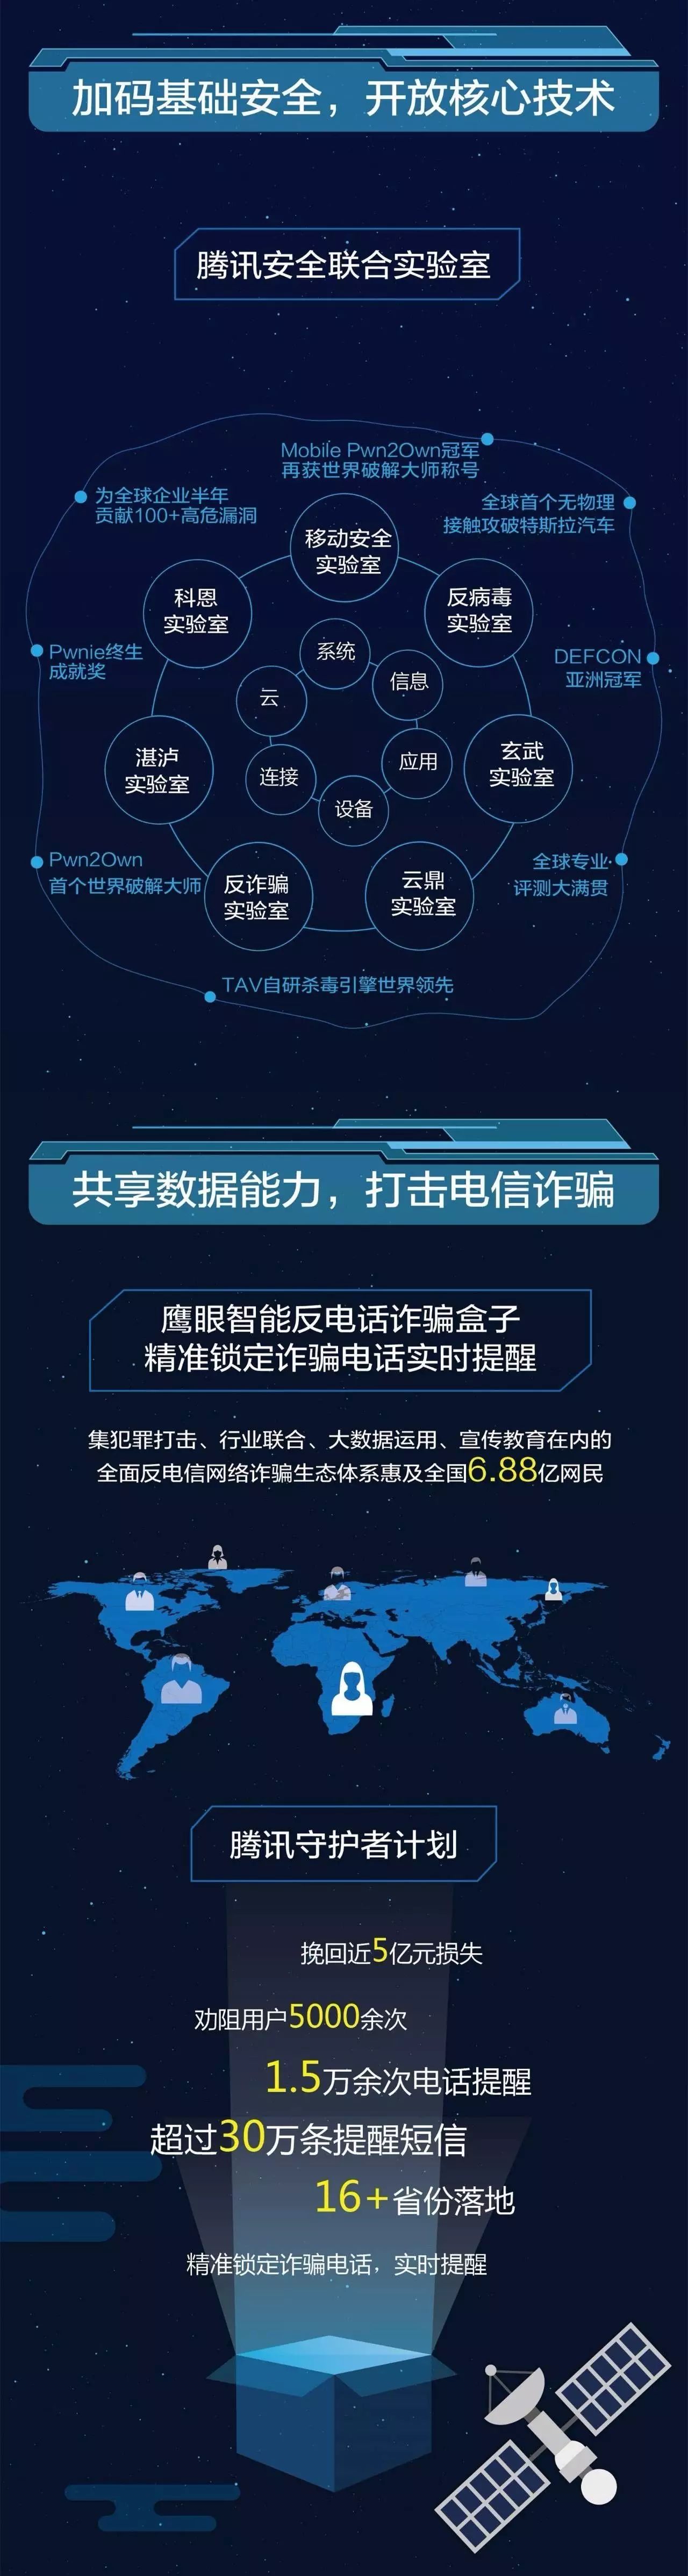 加码基础安全，开放核心技术
腾讯安全联合实验室
Mobile Pwn2Own冠军
再获世界破解大师称号
为全球企业半年
贡献100+高危漏洞
全球首个无物理
接触攻破特斯拉汽车
移动安全
实验室
科恩
实验室
反病毒
实验室
Pwnie终生
成就奖
系统
信息
云
DEFCON
亚洲冠军
湛泸
实验室
玄武
实验室
应用
连接
设备
Pwn2Own
首个世界破解大师
反诈骗
实验室
云鼎
实验室
全球专业
评测大满贯
TAV自研杀毒引擎世界领先
共享数据能力，打击电信诈骗
鹰眼智能反电话诈骗盒子
精准锁定诈骗电话实时提醒
集犯罪打击、行业联合、大数据运用、宣传教育在内的
全面反电信网络诈骗生态体系惠及全国6.88亿网民
腾讯守护者计划
挽回近5亿元损失
劝阻用户5000余次
1.5万余次电话提醒
超过30万条提醒短信
16+省份落地
精准锁定诈骗电话，实时提醒